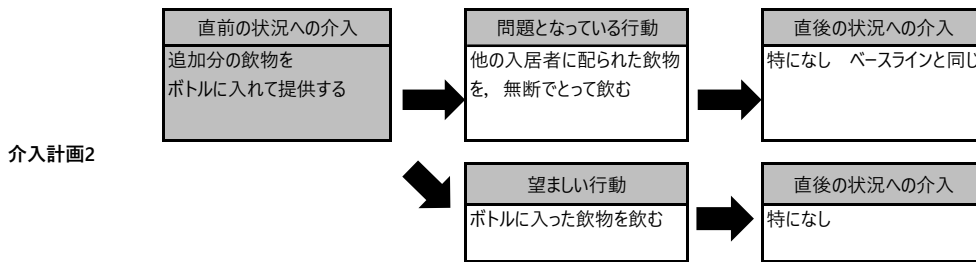 直前の状況への介入
追加分の飲物を
ボトルに入れて提供する
問題となっている行動
他の入居者に配られた飲物
を，無断でとって飲む
直後の状況への介入
特になし　ベースラインと同じ
介入計画2
望ましい行動
ボトルに入った飲物を飲む
直後の状況への介入
特になし